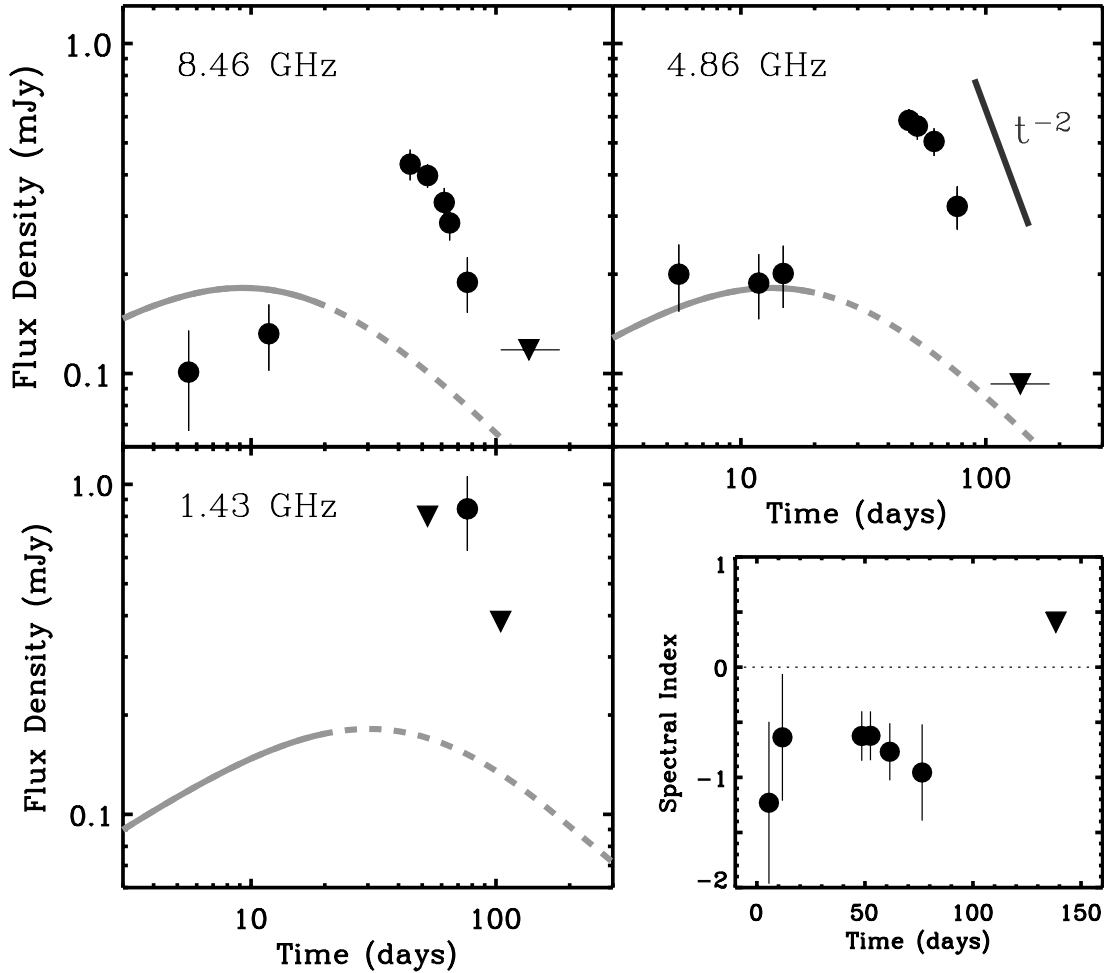 8.46 GHz
4.86 GHz
t⁻²
Flux Density (mJy)
1.0
0.1
10
100
Time (days)
1.43 GHz
Flux Density (mJy)
1.0
0.1
10
100
Time (days)
Spectral Index
1
0
-1
-2
0
50
100
150
Time (days)